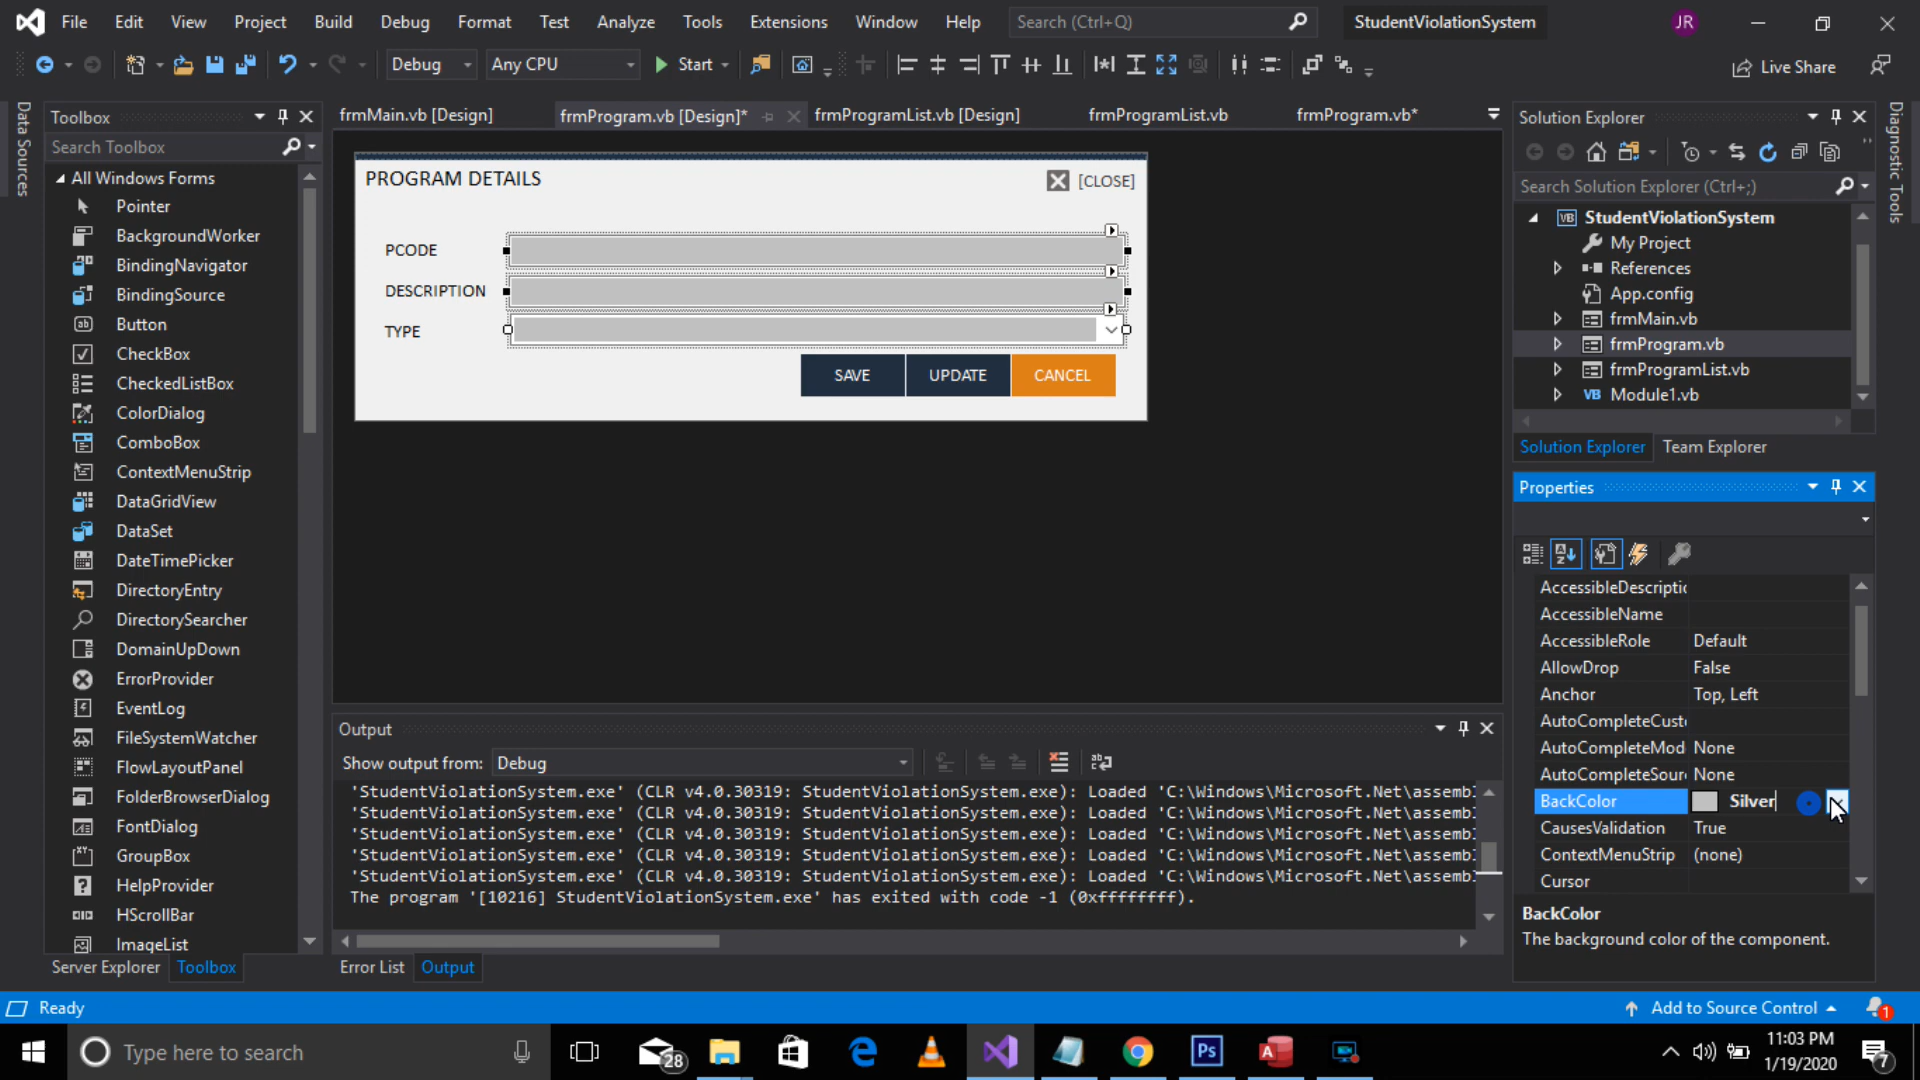 File Edit View Project Build Debug Format Test Analyze Tools Extensions Window Help Search (Ctrl+Q) StudentViolationSystem JR
Debug Any CPU Start Live Share
Data Sources
Toolbox
Search Toolbox
All Windows Forms
Pointer
BackgroundWorker
BindingNavigator
BindingSource
Button
CheckBox
CheckedListBox
ColorDialog
ComboBox
ContextMenuStrip
DataGridView
DataSet
DateTimePicker
DirectoryEntry
DirectorySearcher
DomainUpDown
ErrorProvider
EventLog
FileSystemWatcher
FlowLayoutPanel
FolderBrowserDialog
FontDialog
GroupBox
HelpProvider
HScrollBar
ImageList
Server Explorer Toolbox
frmMain.vb [Design] frmProgram.vb [Design]* frmProgramList.vb [Design] frmProgramList.vb frmProgram.vb*
PROGRAM DETAILS [CLOSE]
PCODE
DESCRIPTION
TYPE
SAVE UPDATE CANCEL
Output
Show output from: Debug
'StudentViolationSystem.exe' (CLR v4.0.30319: StudentViolationSystem.exe): Loaded 'C:\Windows\Microsoft.Net\assembl
'StudentViolationSystem.exe' (CLR v4.0.30319: StudentViolationSystem.exe): Loaded 'C:\Windows\Microsoft.Net\assembl
'StudentViolationSystem.exe' (CLR v4.0.30319: StudentViolationSystem.exe): Loaded 'C:\Windows\Microsoft.Net\assembl
'StudentViolationSystem.exe' (CLR v4.0.30319: StudentViolationSystem.exe): Loaded 'C:\Windows\Microsoft.Net\assembl
'StudentViolationSystem.exe' (CLR v4.0.30319: StudentViolationSystem.exe): Loaded 'C:\Windows\Microsoft.Net\assembl
The program '[10216] StudentViolationSystem.exe' has exited with code -1 (0xffffffff).
Error List Output
Solution Explorer
Search Solution Explorer (Ctrl+;)
VB StudentViolationSystem
My Project
References
App.config
frmMain.vb
frmProgram.vb
frmProgramList.vb
VB Module1.vb
Solution Explorer Team Explorer
Diagnostic Tools
Properties
AccessibleDescriptic
AccessibleName
AccessibleRole Default
AllowDrop False
Anchor Top, Left
AutoCompleteCust
AutoCompleteMod None
AutoCompleteSour None
BackColor Silver
CausesValidation True
ContextMenuStrip (none)
Cursor
BackColor
The background color of the component.
Ready Add to Source Control 1
Type here to search 28 Ps A 11:03 PM
1/19/2020 7